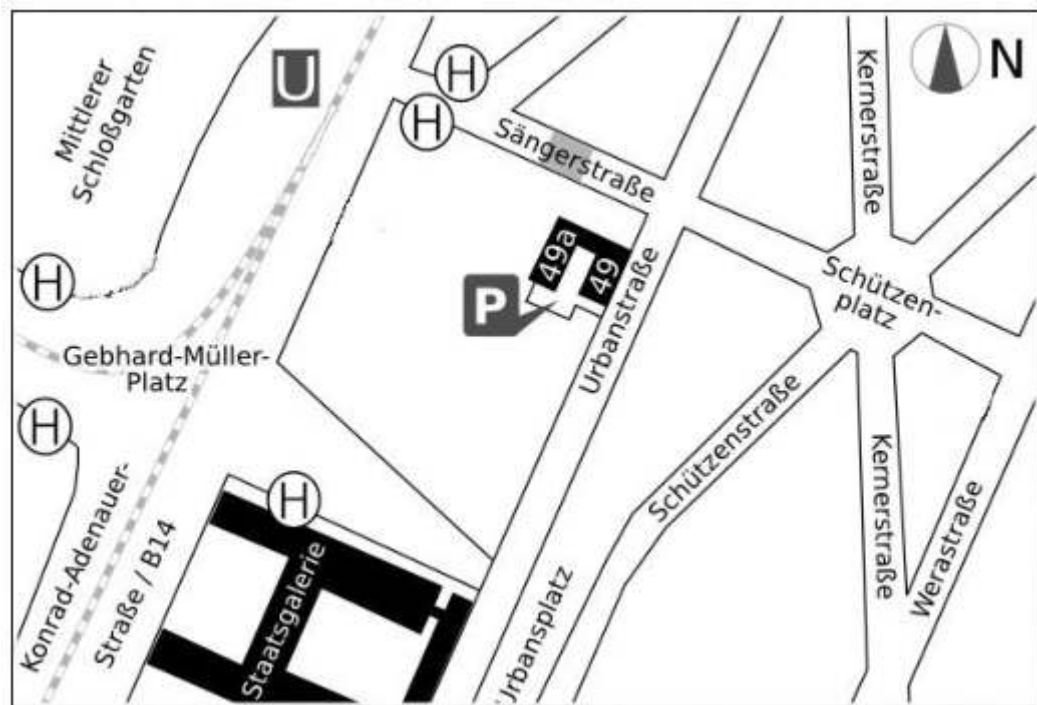 Mittlerer
Schloßgarten
U
H
H
N
Kernerstraße
Sängerstraße
49a
49
P
Urbanstraße
Schützen-
platz
H
Gebhard-Müller-
Platz
H
Schützenstraße
Kernerstraße
Werastraße
H
Konrad-Adenauer-
Straße / B14
Staatsgalerie
Urbansplatz